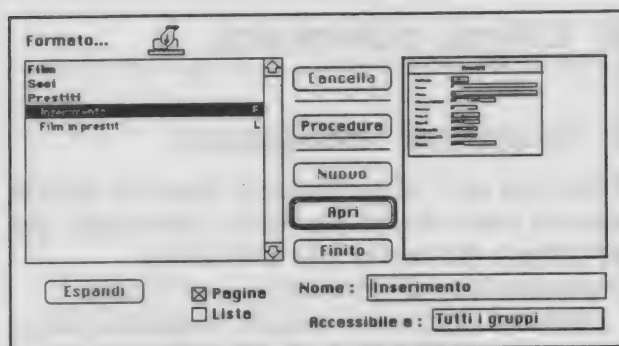 Formato...
Film
Soci
Prestiti
Inserimento F
Film in prestit L
Cancella
Procedura
Nuovo
Apri
Finito
Espandi
Pagina
Lista
Nome : Inserimento
Accessibile a : Tutti i gruppi